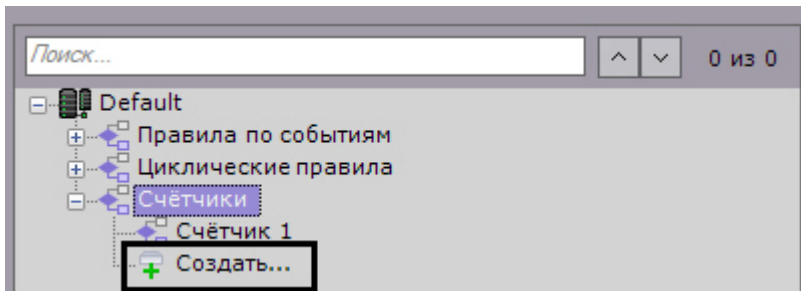 Поиск...
0 из 0
Default
Правила по событиям
Циклические правила
Счётчики
Счётчик 1
Создать...